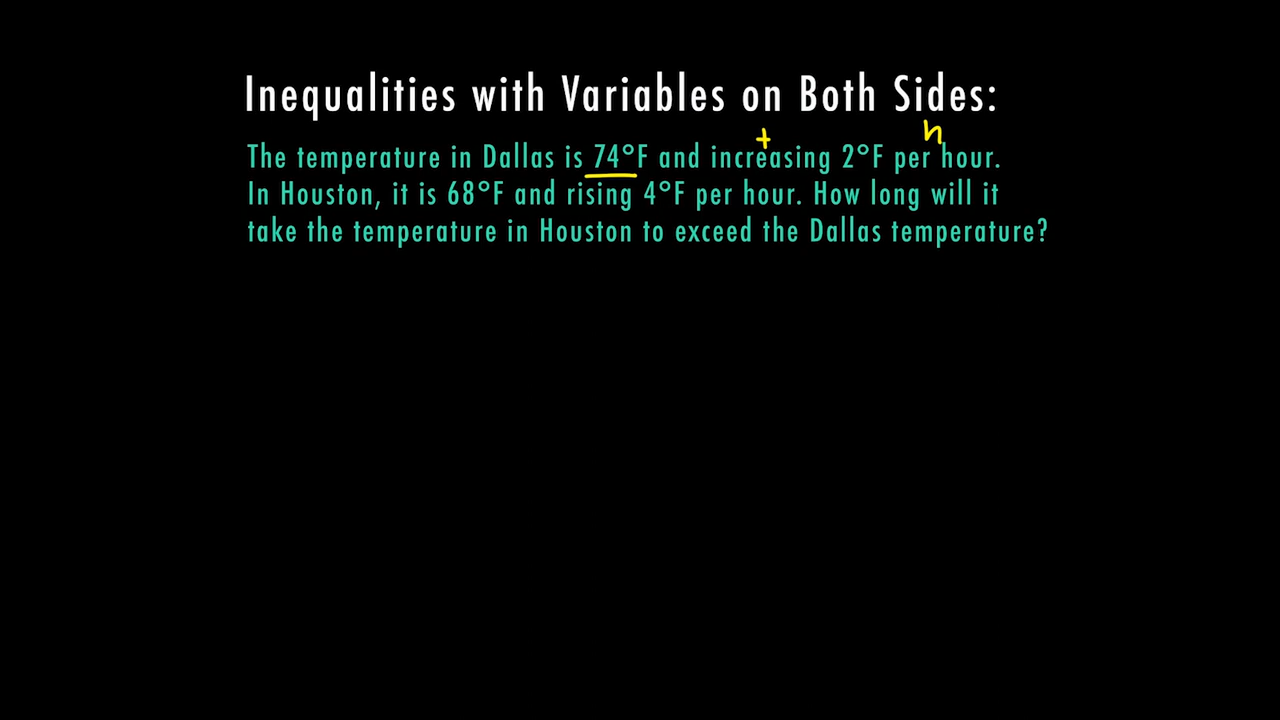 Inequalities with Variables on Both Sides:
+ h
The temperature in Dallas is 74°F and increasing 2°F per hour.
In Houston, it is 68°F and rising 4°F per hour. How long will it
take the temperature in Houston to exceed the Dallas temperature?